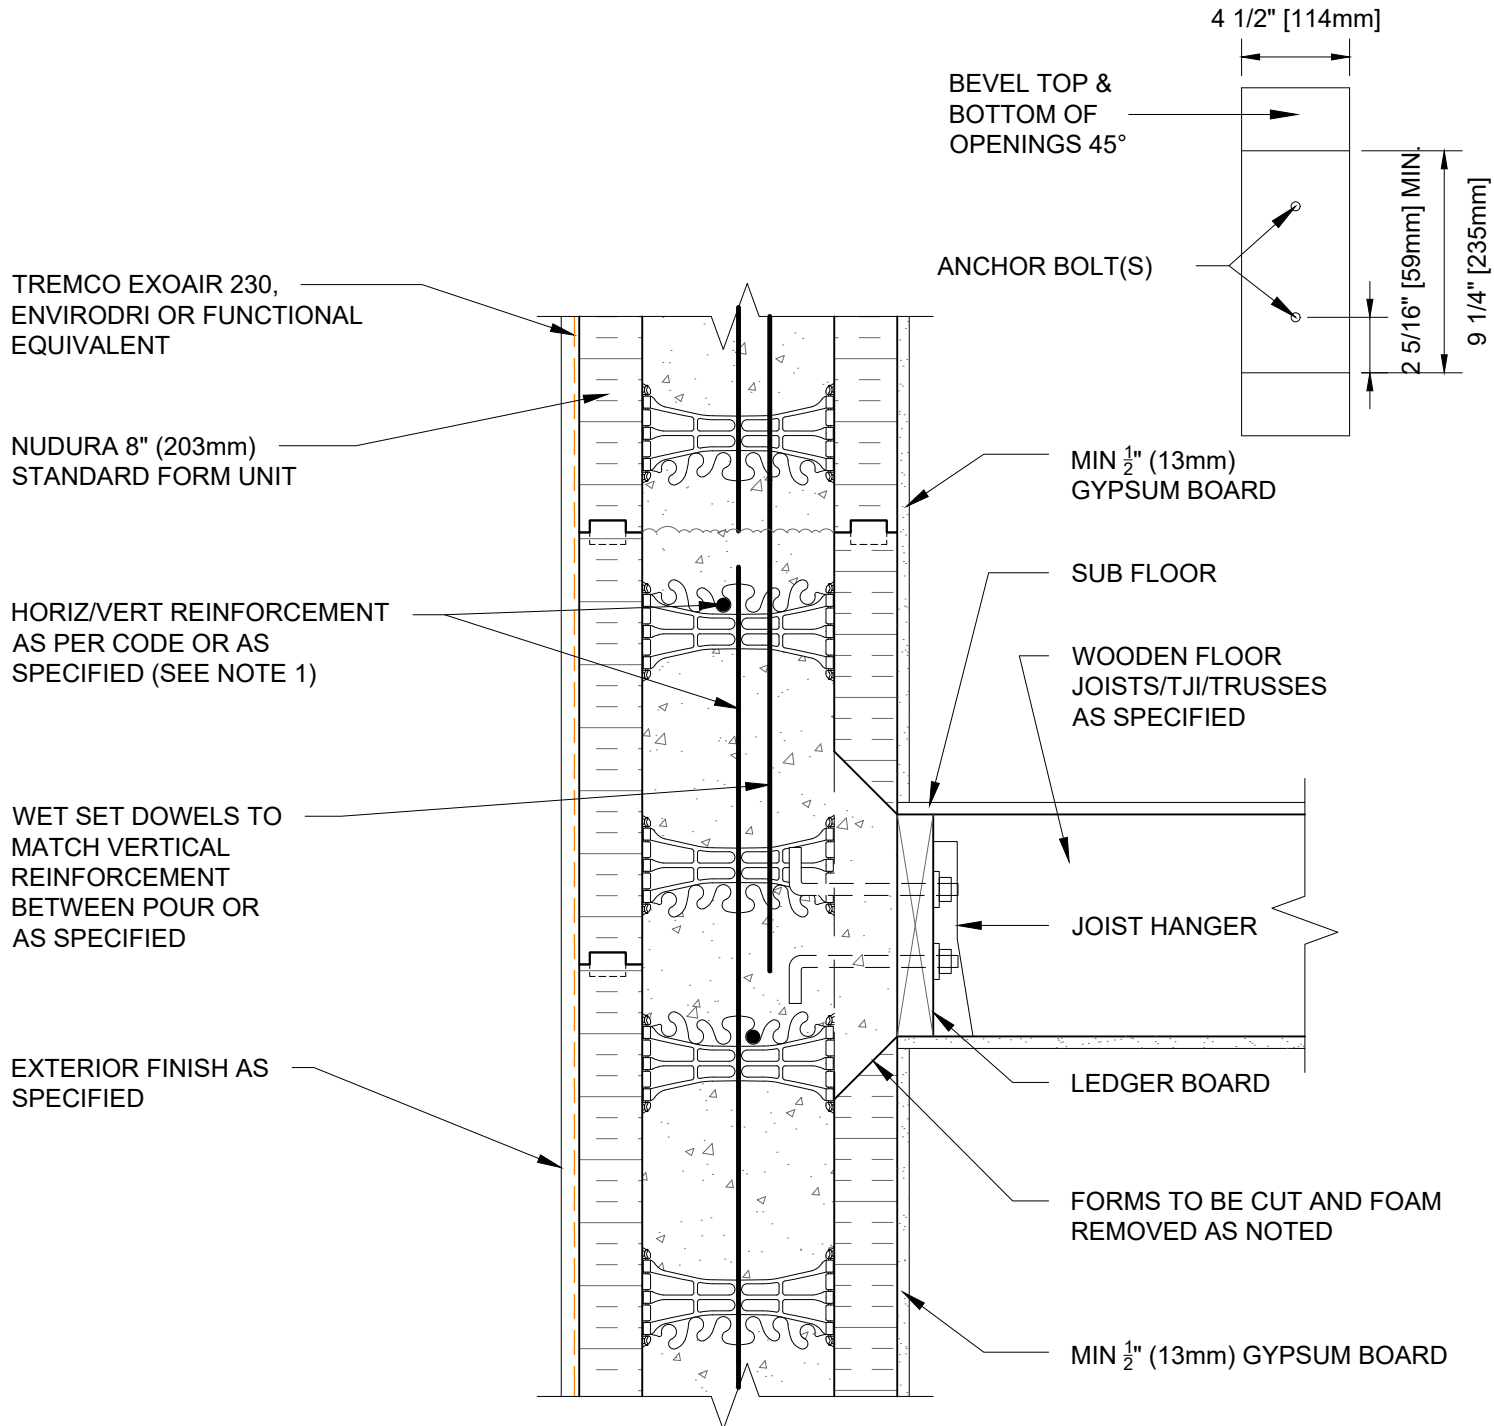 4 1/2" [114mm]
BEVEL TOP &
BOTTOM OF
OPENINGS 45°
2 5/16" [59mm] MIN.
9 1/4" [235mm]
ANCHOR BOLT(S)
TREMCO EXOAIR 230,
ENVIRODRI OR FUNCTIONAL
EQUIVALENT
NUDURA 8" (203mm)
STANDARD FORM UNIT
HORIZ/VERT REINFORCEMENT
AS PER CODE OR AS
SPECIFIED (SEE NOTE 1)
WET SET DOWELS TO
MATCH VERTICAL
REINFORCEMENT
BETWEEN POUR OR
AS SPECIFIED
EXTERIOR FINISH AS
SPECIFIED
MIN 1/2" (13mm)
GYPSUM BOARD
SUB FLOOR
WOODEN FLOOR
JOISTS/TJI/TRUSSES
AS SPECIFIED
JOIST HANGER
LEDGER BOARD
FORMS TO BE CUT AND FOAM
REMOVED AS NOTED
MIN 1/2" (13mm) GYPSUM BOARD